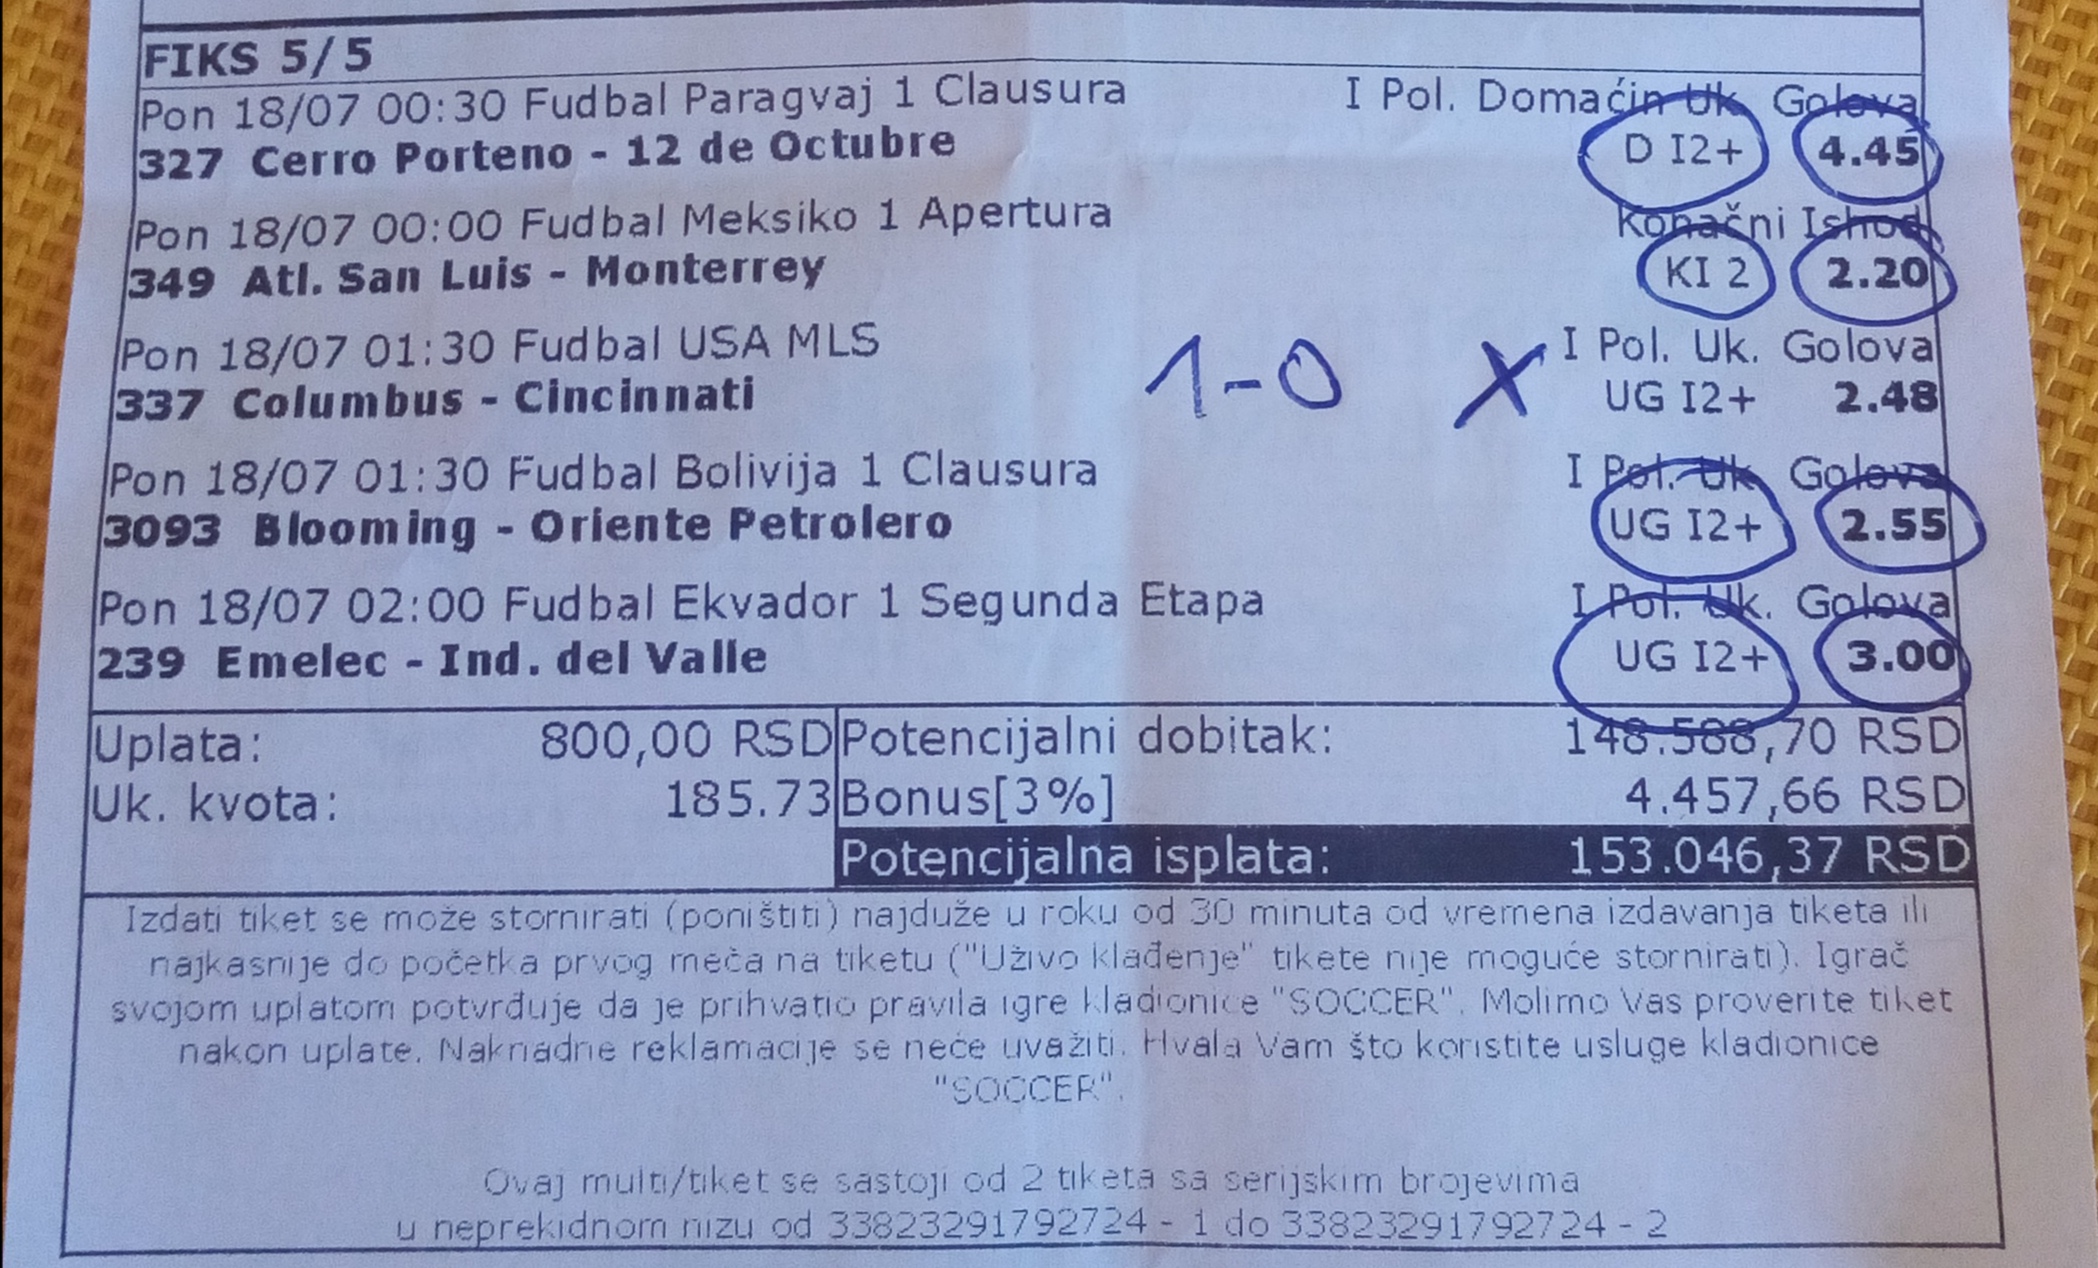 FIKS 5/5
Pon 18/07 00:30 Fudbal Paragvaj 1 Clausura I Pol. Domaćin Uk. Golova
327 Cerro Porteno - 12 de Octubre D I2+ 4.45
Pon 18/07 00:00 Fudbal Meksiko 1 Apertura Konačni Ishod
349 Atl. San Luis - Monterrey KI 2 2.20
Pon 18/07 01:30 Fudbal USA MLS I Pol. Uk. Golova
337 Columbus - Cincinnati 1-0 X UG I2+ 2.48
Pon 18/07 01:30 Fudbal Bolivija 1 Clausura I Pol. Uk. Golova
3093 Blooming - Oriente Petrolero UG I2+ 2.55
Pon 18/07 02:00 Fudbal Ekvador 1 Segunda Etapa I Pol. Uk. Golova
239 Emelec - Ind. del Valle UG I2+ 3.00
Uplata: 800,00 RSD Potencijalni dobitak: 148.588,70 RSD
Uk. kvota: 185.73 Bonus[3%] 4.457,66 RSD
Potencijalna isplata: 153.046,37 RSD
Izdati tiket se može stornirati (poništiti) najduže u roku od 30 minuta od vremena izdavanja tiketa ili
najkasnije do početka prvog meča na tiketu ("Uživo klađenje" tikete nije moguće stornirati). Igrač
svojom uplatom potvrđuje da je prihvatio pravila igre kladionice "SOCCER". Molimo Vas proverite tiket
nakon uplate. Naknadne reklamacije se neće uvažiti. Hvala Vam što koristite usluge kladionice
"SOCCER".
Ovaj multi/tiket se sastoji od 2 tiketa sa serijskim brojevima
u neprekidnom nizu od 33823291792724 - 1 do 33823291792724 - 2